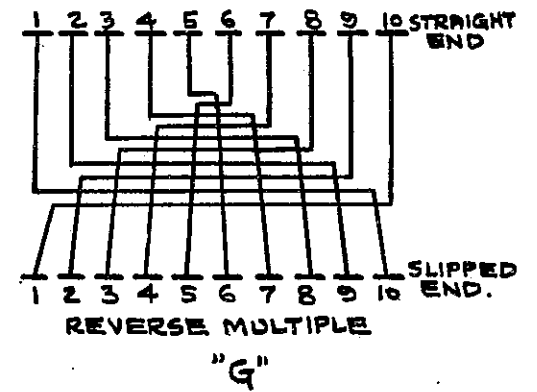 1 2 3 4 5 6 7 8 9 10 STRAIGHT
END
1 2 3 4 5 6 7 8 9 10 SLIPPED
END.
REVERSE MULTIPLE
"G"